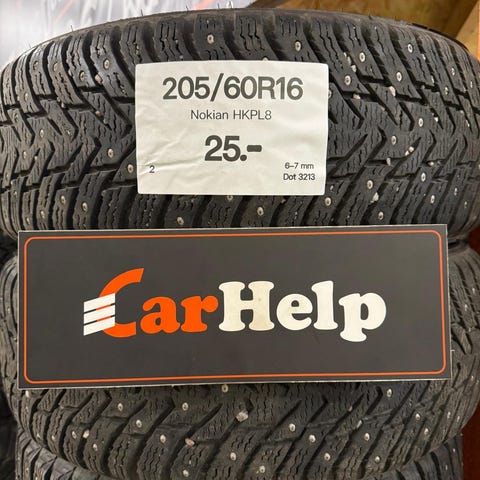 205/60R16
Nokian HKPL8
25.-
2
6-7 mm
Dot 3213
CarHelp